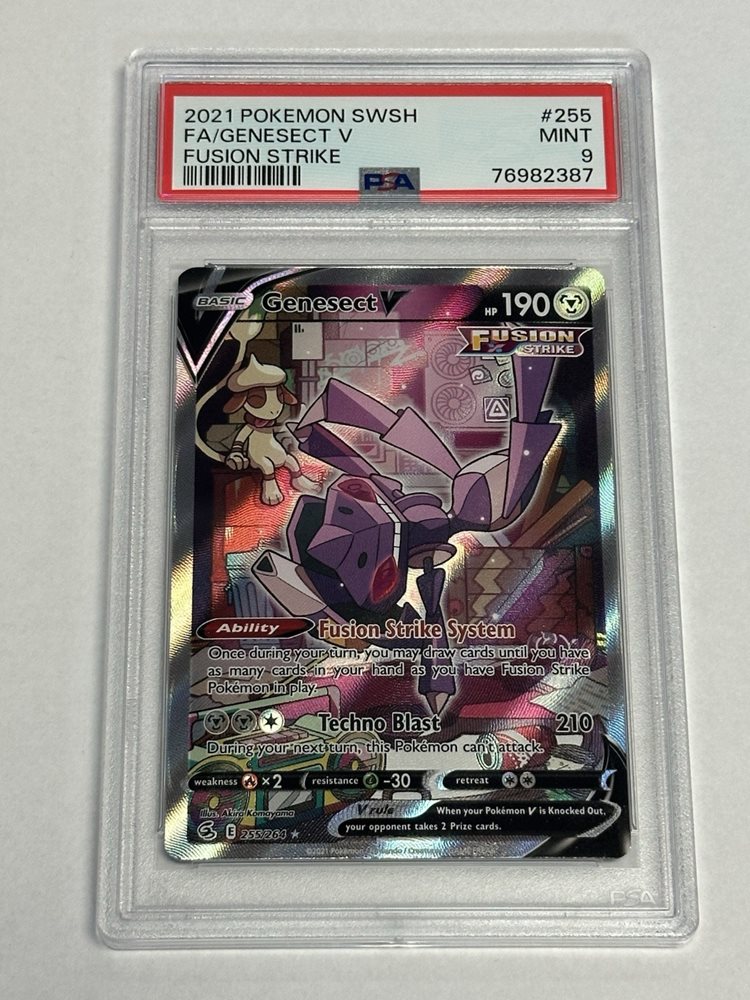 2021 POKEMON SWSH #255
FA/GENESECT V MINT
FUSION STRIKE 9
PSA 76982387
BASIC Genesect V HP 190
FUSION
STRIKE
Ability Fusion Strike System
Once during your turn, you may draw cards until you have
as many cards in your hand as you have Fusion Strike
Pokémon in play.
Techno Blast 210
During your next turn, this Pokémon can't attack.
weakness ×2 resistance -30 retreat
Illus. Akira Komayama
V rule When your Pokémon V is Knocked Out,
your opponent takes 2 Prize cards.
E 255/264
©2021 Pokémon
PSA